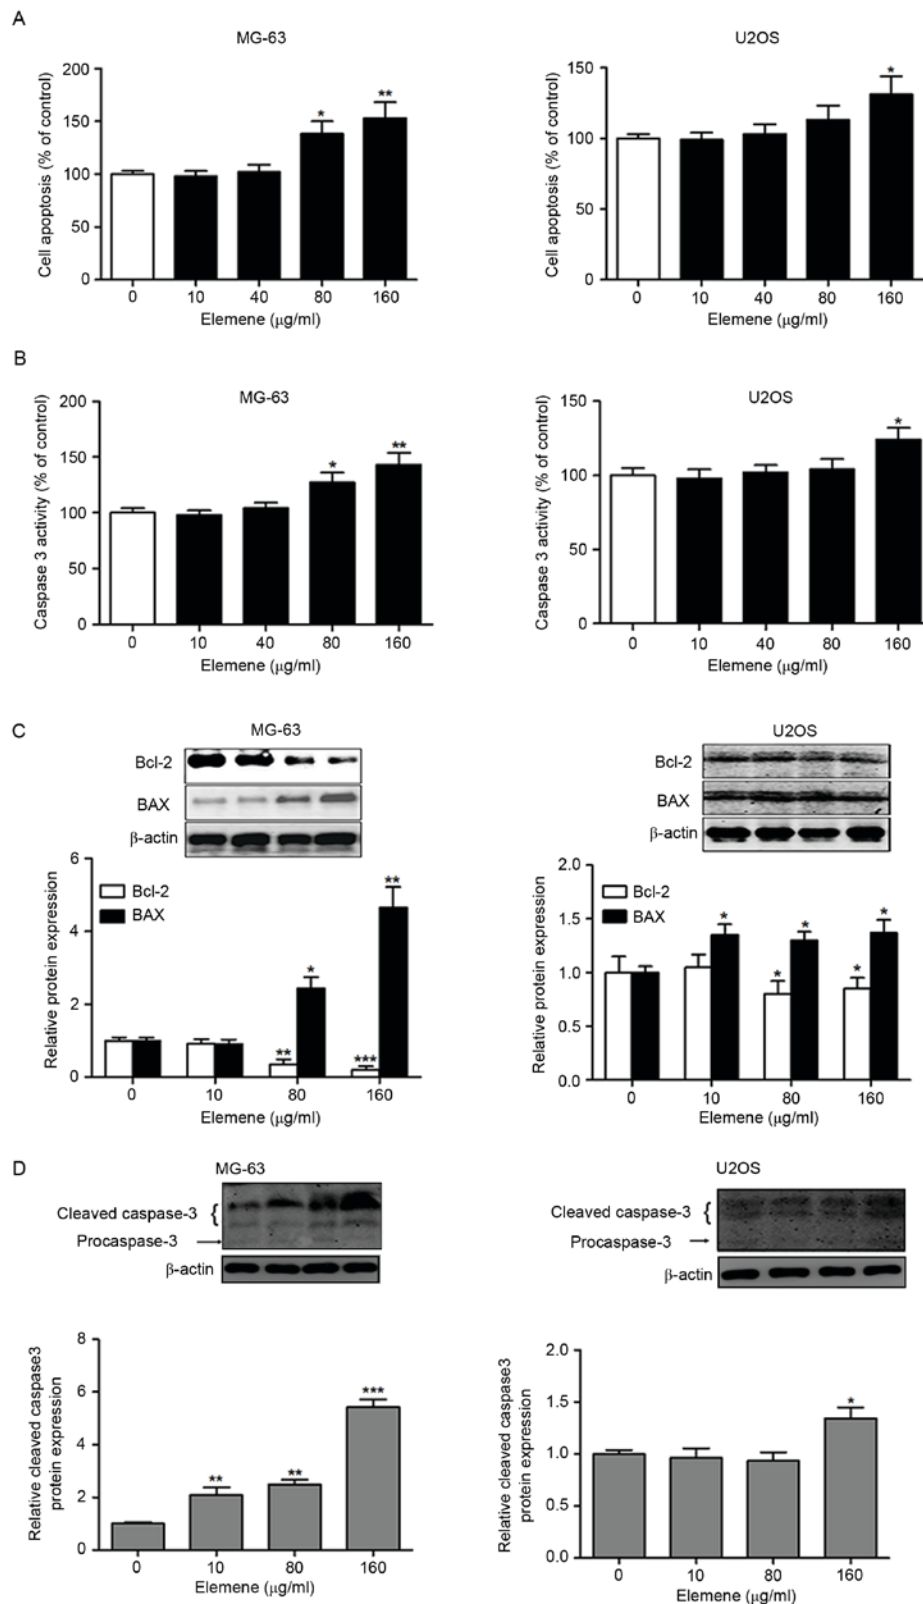 A
MG-63
Cell apoptosis (% of control)
200
150
100
50
0
* **
0 10 40 80 160
Elemene (μg/ml)
U2OS
Cell apoptosis (% of control)
150
100
50
0
*
0 10 40 80 160
Elemene (μg/ml)
B
MG-63
Caspase 3 activity (% of control)
200
150
100
50
0
* **
0 10 40 80 160
Elemene (μg/ml)
U2OS
Caspase 3 activity (% of control)
150
100
50
0
*
0 10 40 80 160
Elemene (μg/ml)
C
MG-63
Bcl-2
BAX
β-actin
Relative protein expression
6
4
2
0
Bcl-2
BAX
** * *** **
0 10 80 160
Elemene (μg/ml)
U2OS
Bcl-2
BAX
β-actin
Relative protein expression
2.0
1.5
1.0
0.5
0.0
Bcl-2
BAX
* * * * *
0 10 80 160
Elemene (μg/ml)
D
MG-63
Cleaved caspase-3 {
Procaspase-3 →
β-actin
Relative cleaved caspase3
protein expression
8
6
4
2
0
** ** ***
0 10 80 160
Elemene (μg/ml)
U2OS
Cleaved caspase-3 {
Procaspase-3 →
β-actin
Relative cleaved caspase3
protein expression
2.0
1.5
1.0
0.5
0.0
*
0 10 80 160
Elemene (μg/ml)